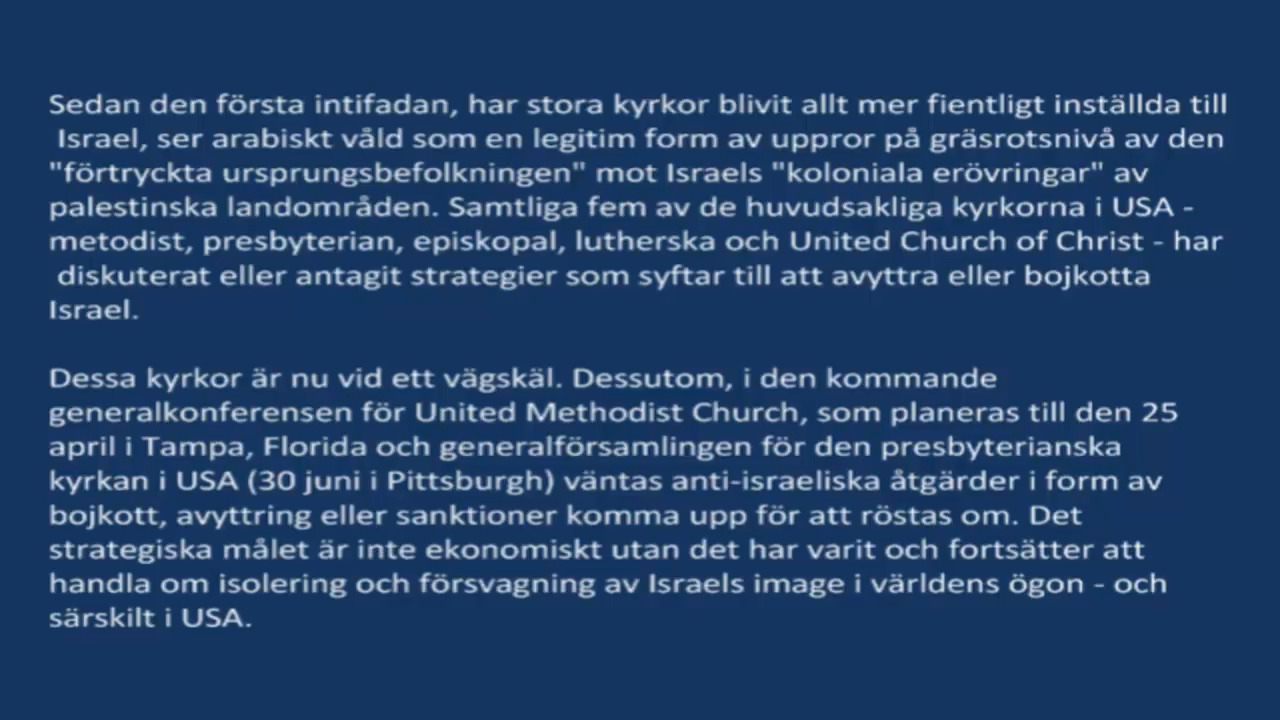 Sedan den första intifadan, har stora kyrkor blivit allt mer fientligt inställda till
Israel, ser arabiskt våld som en legitim form av uppror på gräsrotsnivå av den
"förtryckta ursprungsbefolkningen" mot Israels "koloniala erövringar" av
palestinska landområden. Samtliga fem av de huvudsakliga kyrkorna i USA -
metodist, presbyterian, episkopal, lutherska och United Church of Christ - har
diskuterat eller antagit strategier som syftar till att avyttra eller bojkotta
Israel.
Dessa kyrkor är nu vid ett vägskäl. Dessutom, i den kommande
generalkonferensen för United Methodist Church, som planeras till den 25
april i Tampa, Florida och generalförsamlingen för den presbyterianska
kyrkan i USA (30 juni i Pittsburgh) väntas anti-israeliska åtgärder i form av
bojkott, avyttring eller sanktioner komma upp för att röstas om. Det
strategiska målet är inte ekonomiskt utan det har varit och fortsätter att
handla om isolering och försvagning av Israels image i världens ögon - och
särskilt i USA.